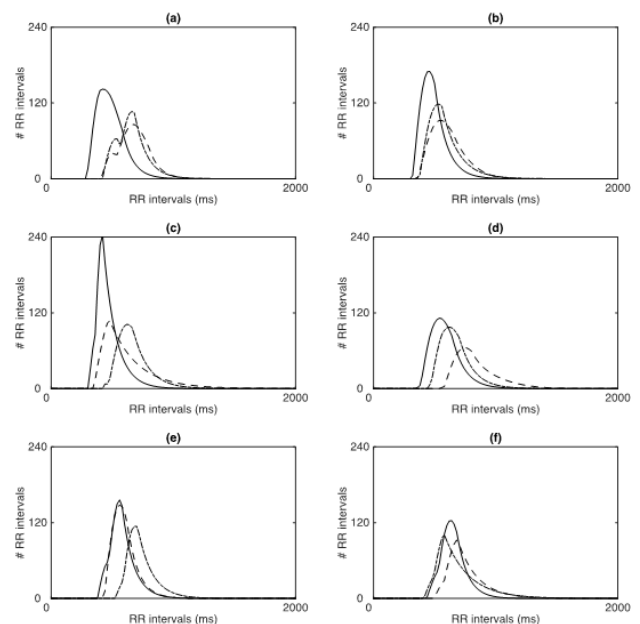 (a)
240
120
0
# RR intervals
0
2000
RR intervals (ms)
(b)
240
120
0
# RR intervals
0
2000
RR intervals (ms)
(c)
240
120
0
# RR intervals
0
2000
RR intervals (ms)
(d)
240
120
0
# RR intervals
0
2000
RR intervals (ms)
(e)
240
120
0
# RR intervals
0
2000
RR intervals (ms)
(f)
240
120
0
# RR intervals
0
2000
RR intervals (ms)